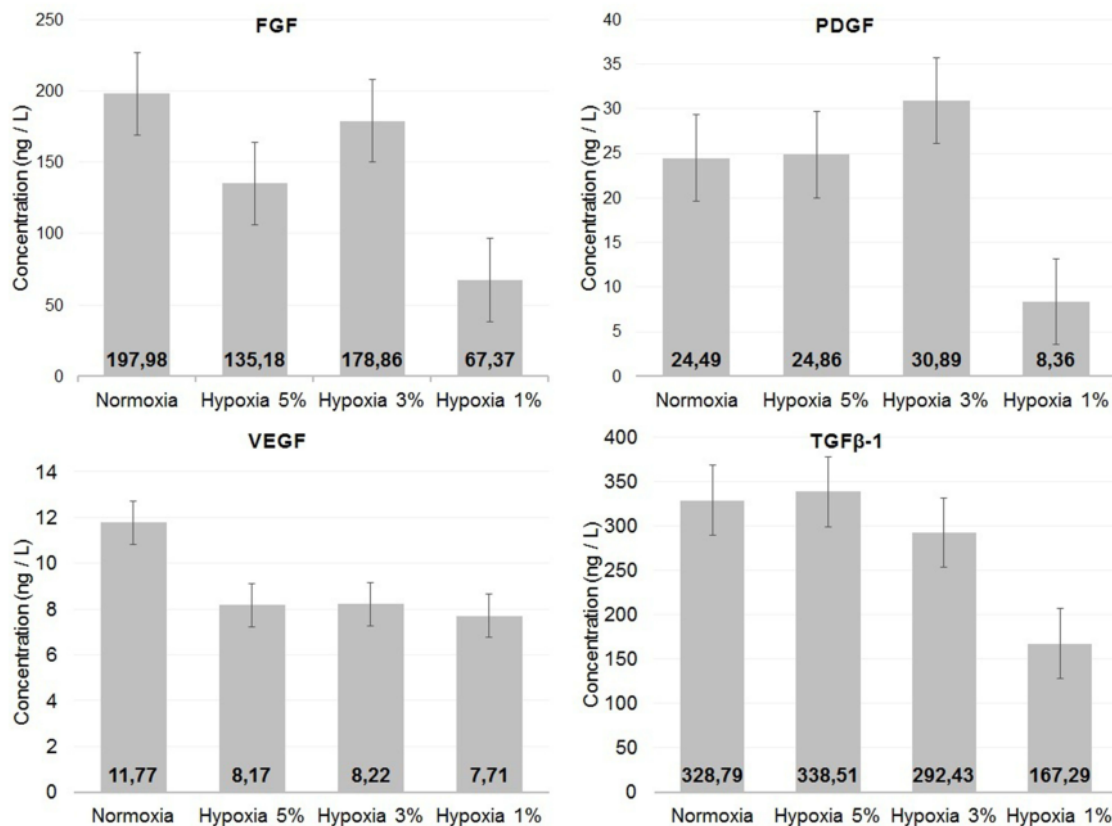 FGF
Concentration (ng / L)
250
200
150
100
50
0
197,98 135,18 178,86 67,37
Normoxia Hypoxia 5% Hypoxia 3% Hypoxia 1%
PDGF
Concentration (ng / L)
40
35
30
25
20
15
10
5
0
24,49 24,86 30,89 8,36
Normoxia Hypoxia 5% Hypoxia 3% Hypoxia 1%
VEGF
Concentration (ng / L)
14
12
10
8
6
4
2
0
11,77 8,17 8,22 7,71
Normoxia Hypoxia 5% Hypoxia 3% Hypoxia 1%
TGFβ-1
Concentration (ng / L)
400
350
300
250
200
150
100
50
0
328,79 338,51 292,43 167,29
Normoxia Hypoxia 5% Hypoxia 3% Hypoxia 1%